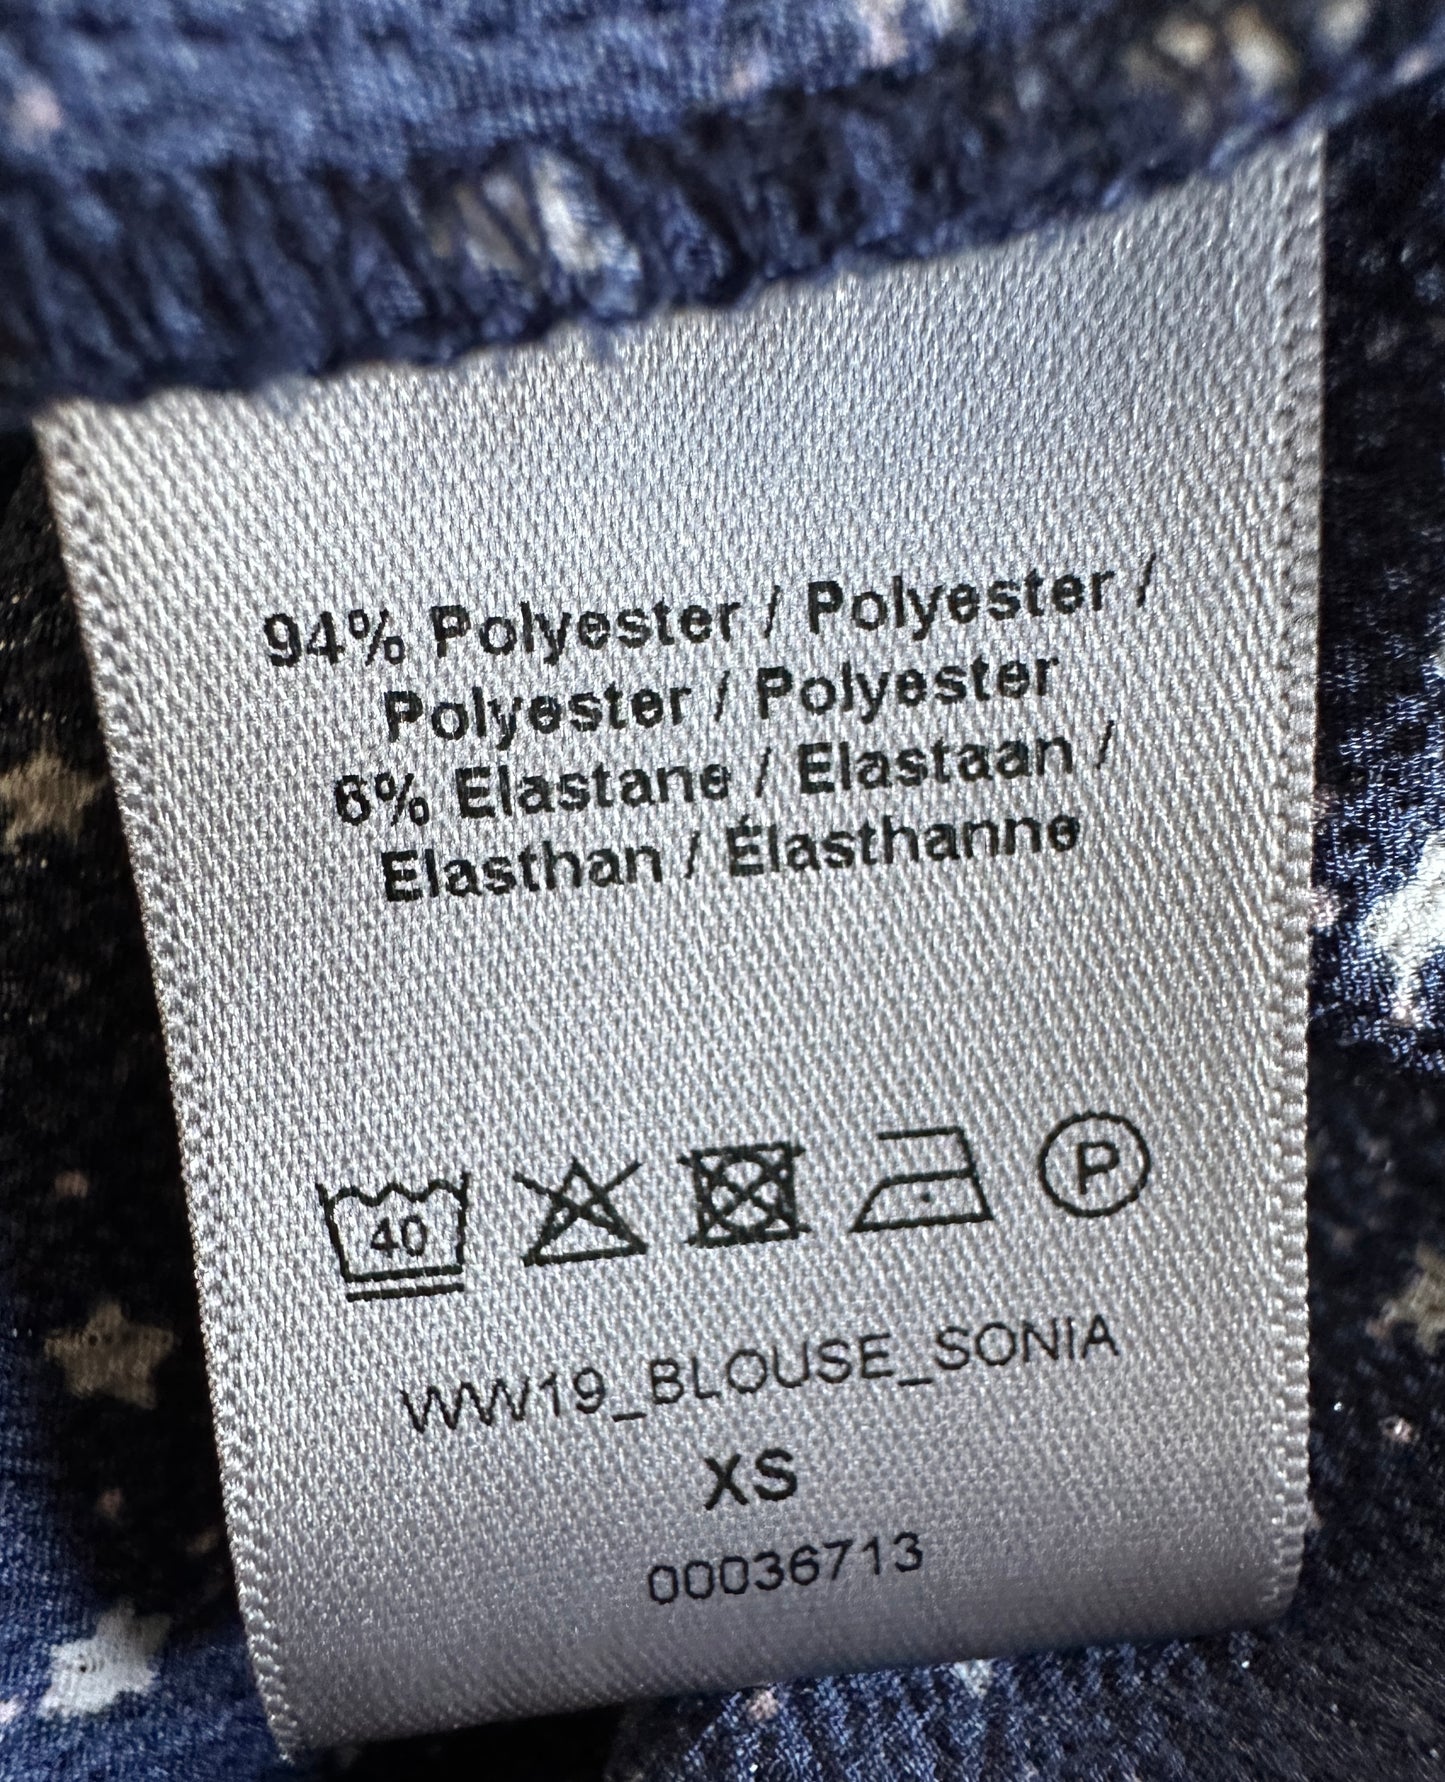 94% Polyester / Polyester /
Polyester / Polyester
6% Elastane / Elastaan /
Elasthan / Élasthanne
40
P
WW19_BLOUSE_SONIA
XS
00036713